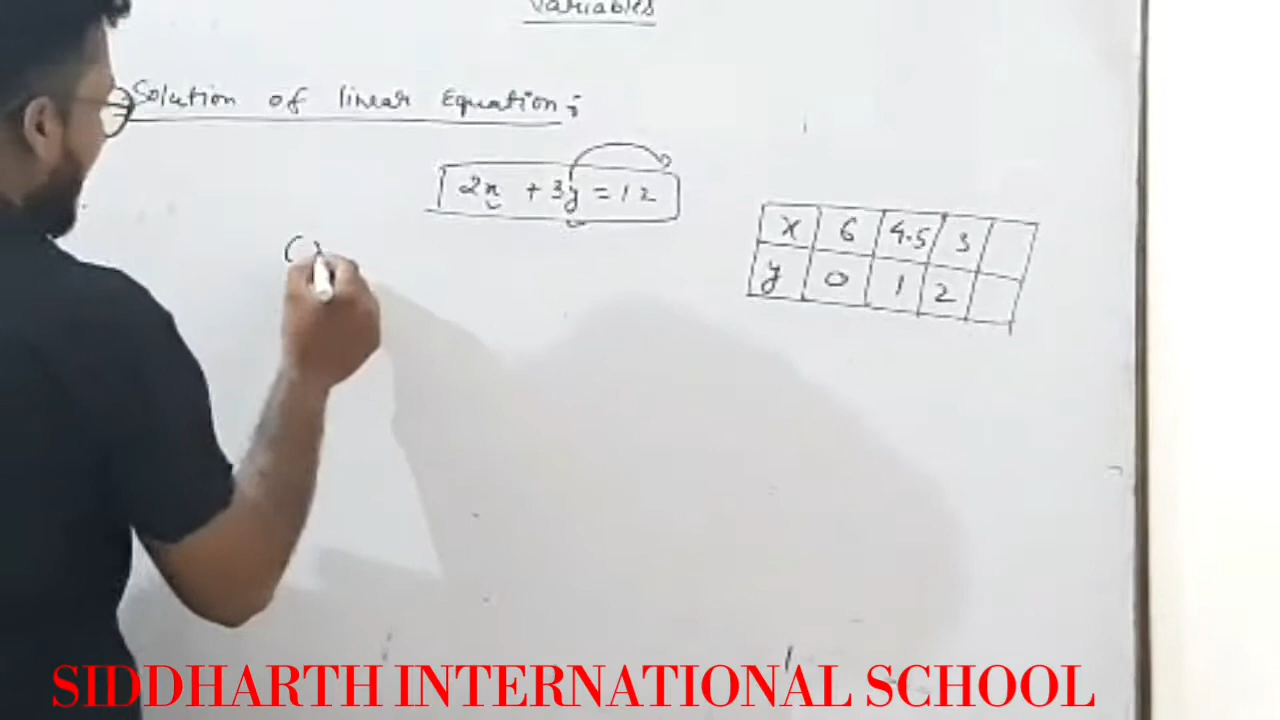 Variables
Solution of linear Equation:
2x + 3y = 12
x 6 4.5 3
y 0 1 2
SIDDHARTH INTERNATIONAL SCHOOL